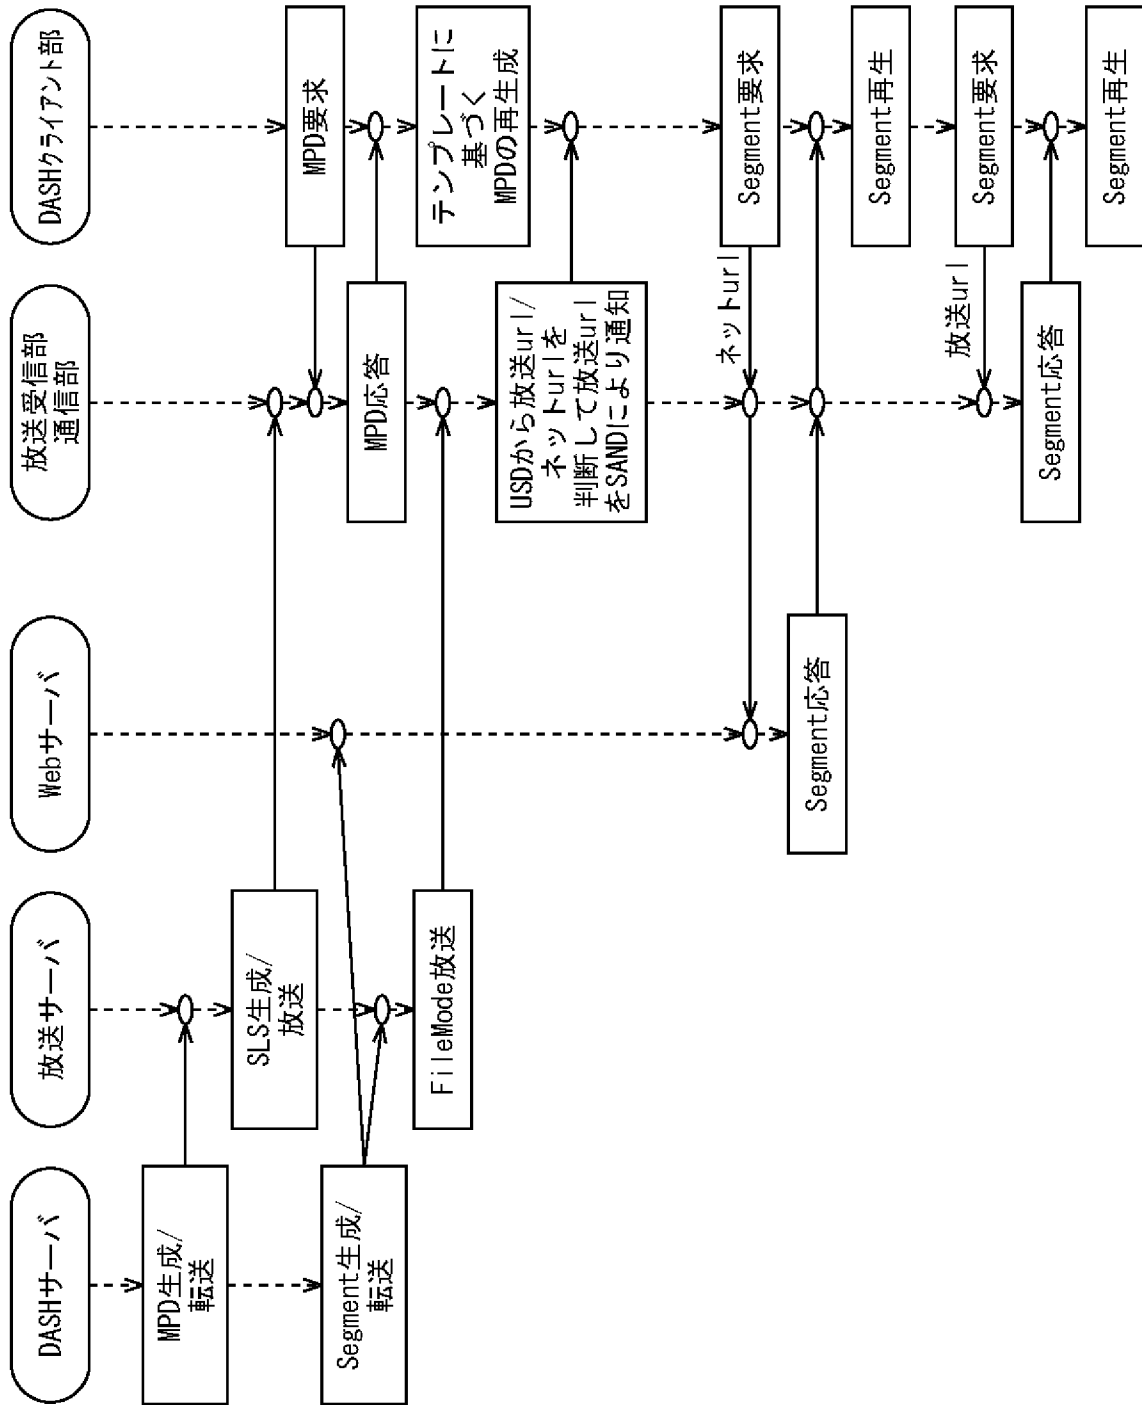 DASHサーバ
放送サーバ
Webサーバ
放送受信部
通信部
DASHクライアント部
MPD生成/
転送
SLS生成/
放送
MPD要求
Segment生成/
転送
MPD応答
FileMode放送
テンプレートに
基づく
MPDの再生成
USDから放送url/
ネットurlを
判断して放送url
をSANDにより通知
Segment要求
ネットurl
Segment応答
Segment再生
Segment要求
放送url
Segment応答
Segment再生